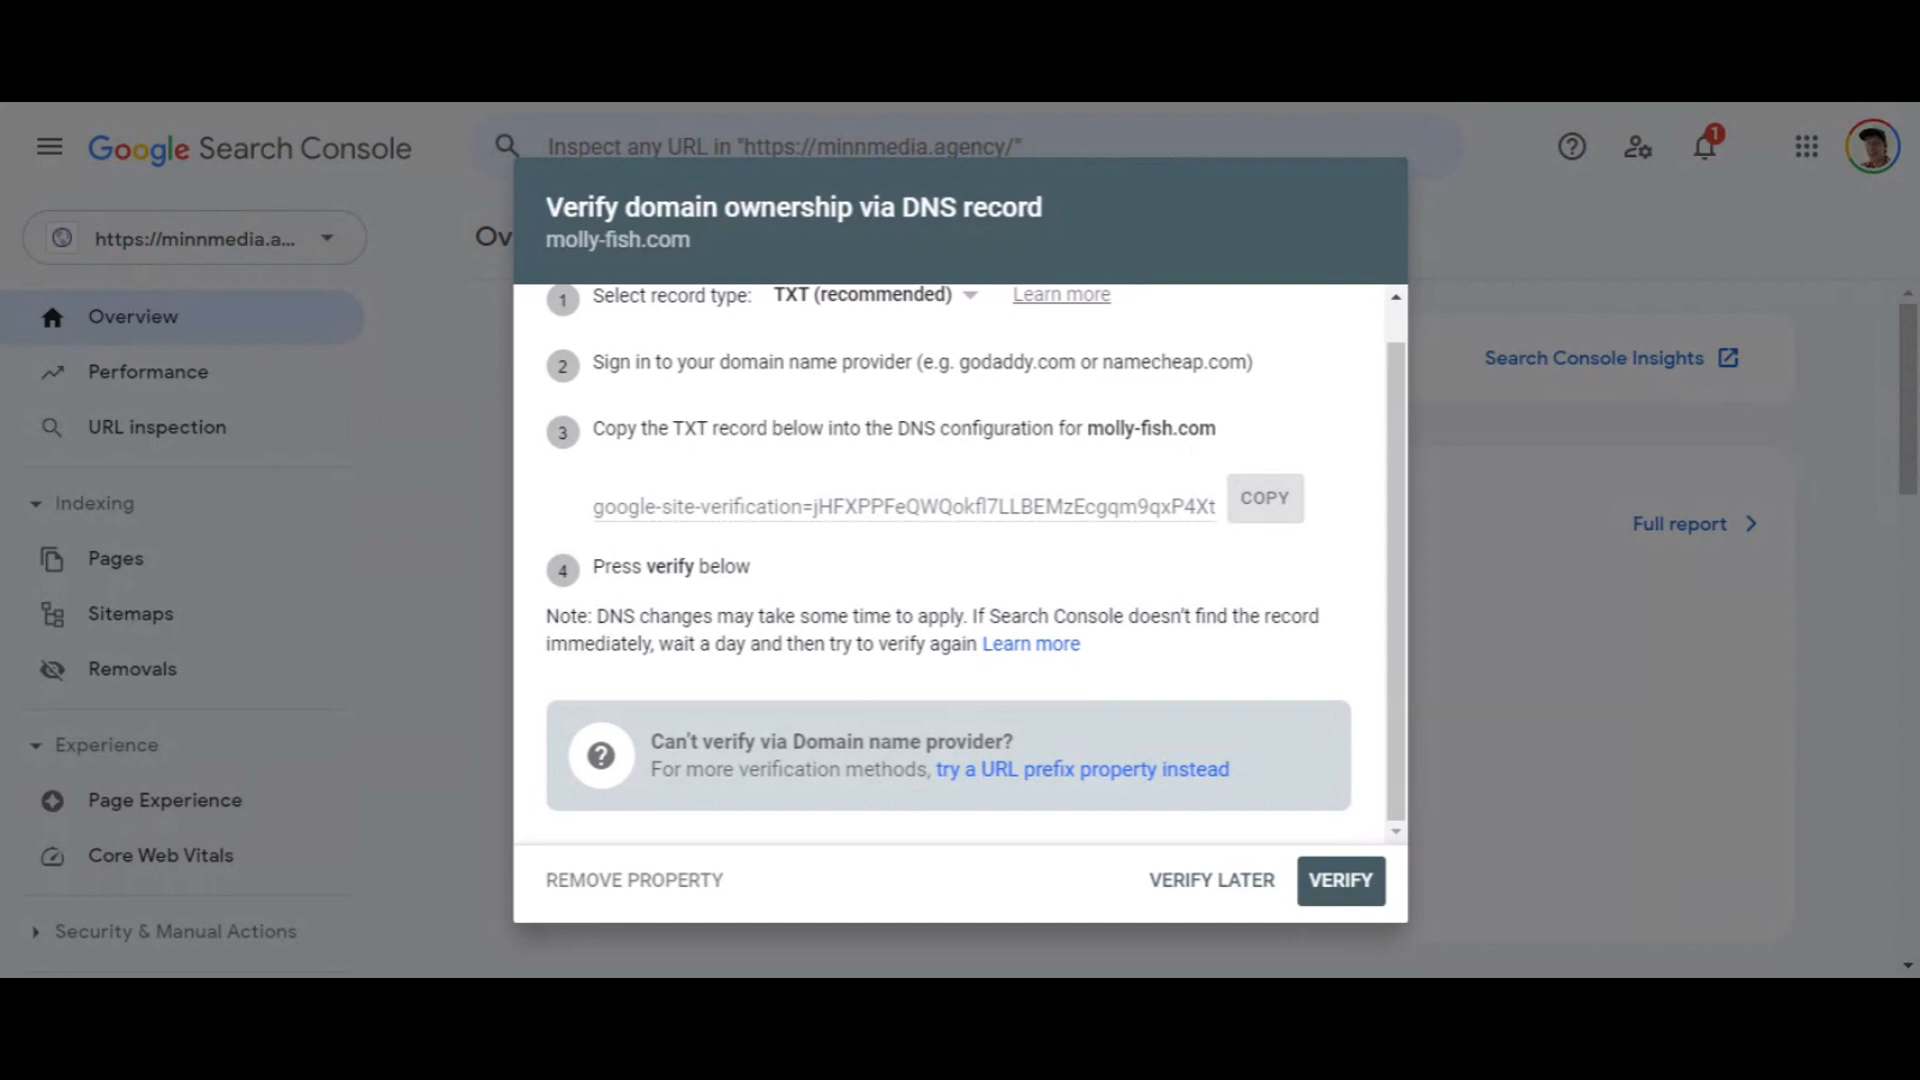 Google Search Console
Inspect any URL in "https://minnmedia.agency/"
1
https://minnmedia.a...
Ov
Overview
Performance
URL inspection
Indexing
Pages
Sitemaps
Removals
Experience
Page Experience
Core Web Vitals
Security & Manual Actions
Verify domain ownership via DNS record
molly-fish.com
1 Select record type: TXT (recommended) Learn more
2 Sign in to your domain name provider (e.g. godaddy.com or namecheap.com)
3 Copy the TXT record below into the DNS configuration for molly-fish.com
google-site-verification=jHFXPPFeQWQokfl7LLBEMzEcgqm9qxP4Xt COPY
4 Press verify below
Note: DNS changes may take some time to apply. If Search Console doesn't find the record
immediately, wait a day and then try to verify again Learn more
Can't verify via Domain name provider?
For more verification methods, try a URL prefix property instead
REMOVE PROPERTY VERIFY LATER VERIFY
Search Console Insights
Full report